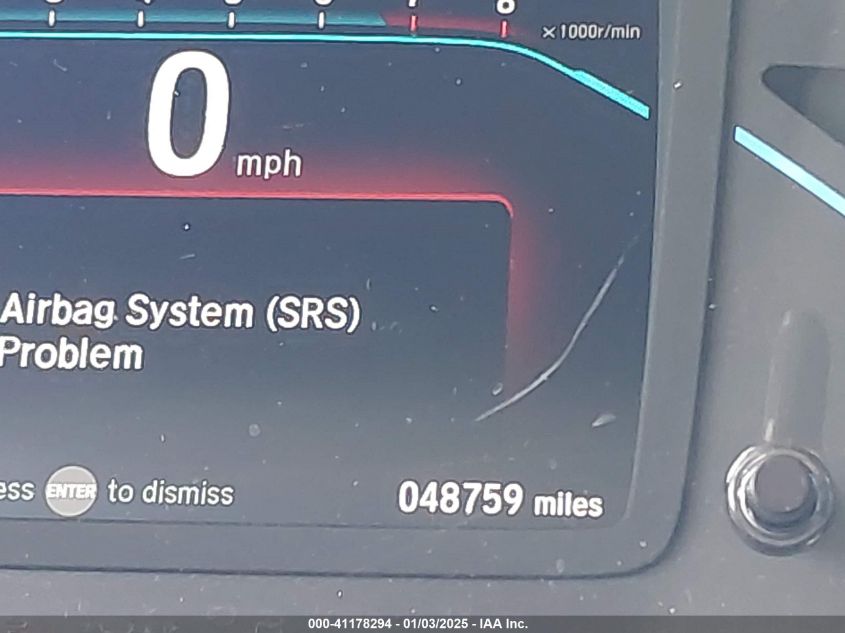 8
×1000r/min
0 mph
Airbag System (SRS)
Problem
ENTER to dismiss
048759 miles
000-41178294 - 01/03/2025 - IAA Inc.